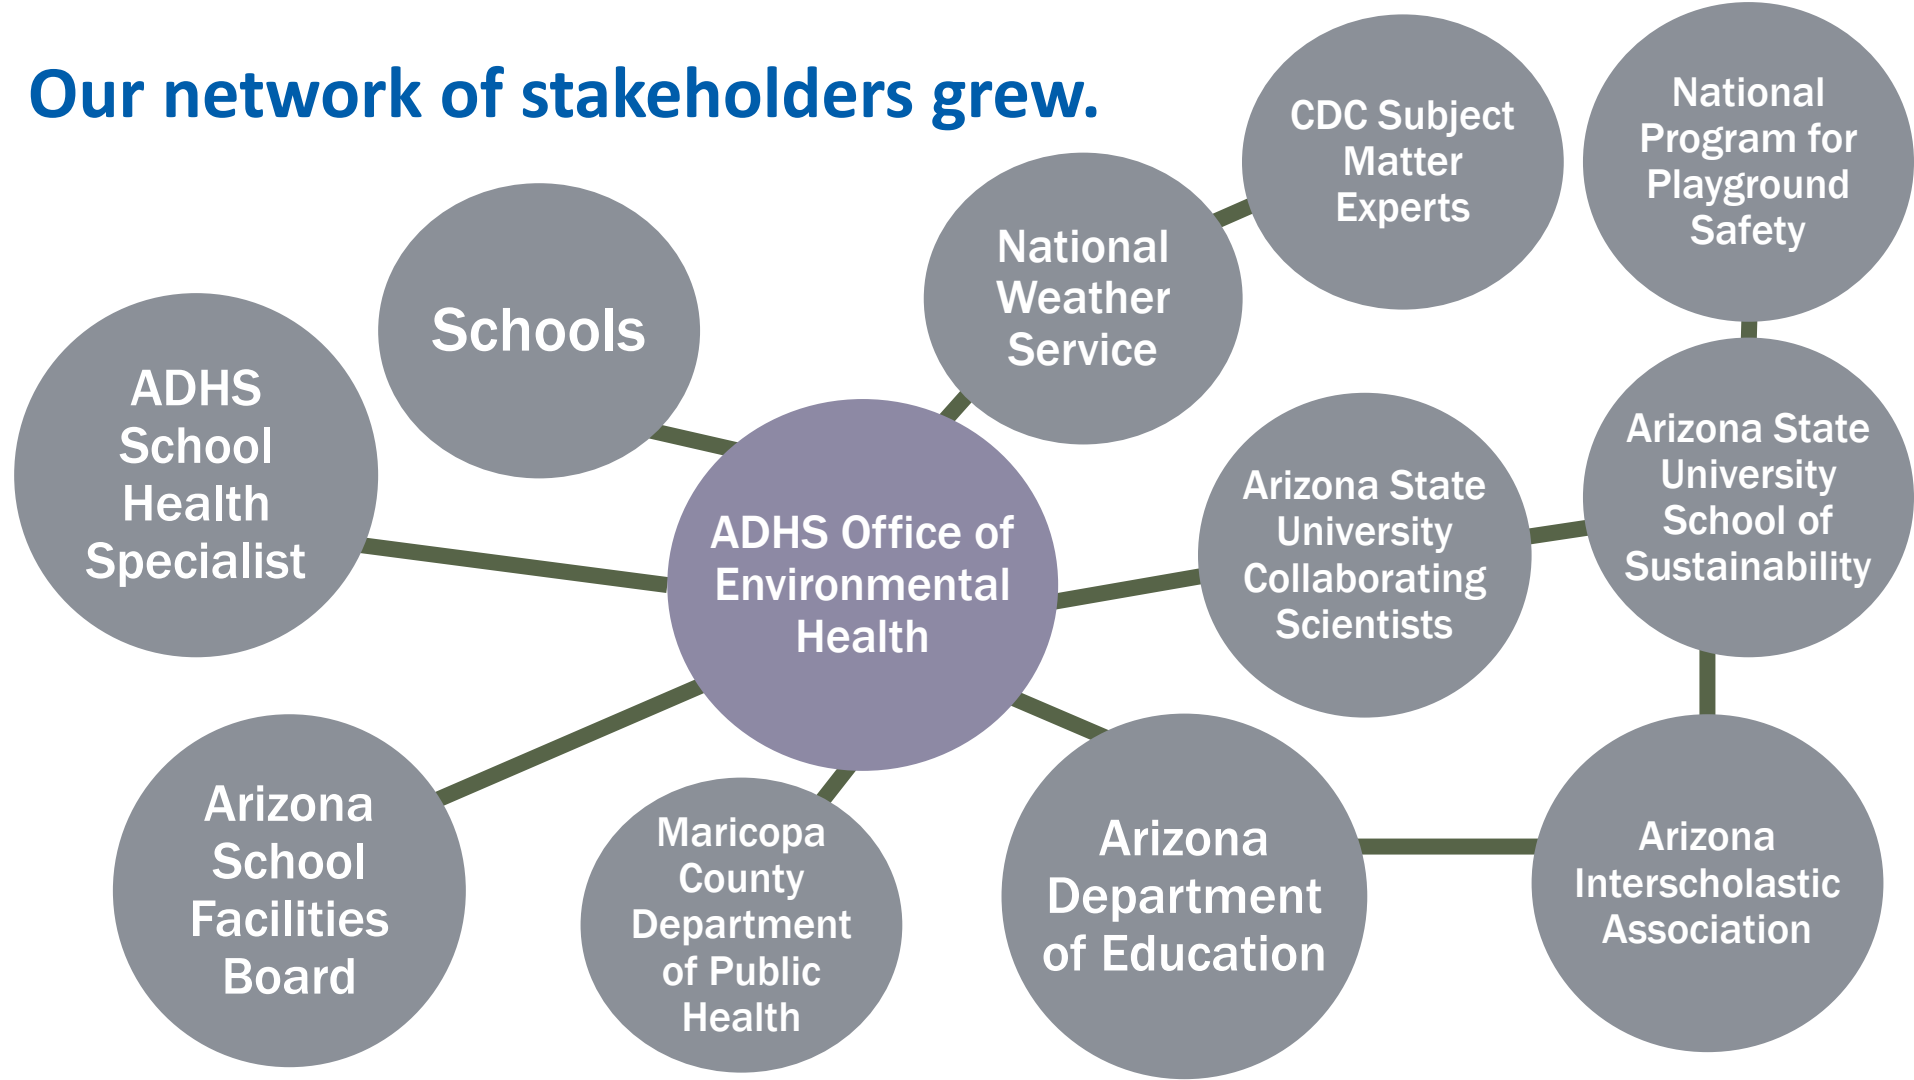 Our network of stakeholders grew.
CDC Subject
Matter
Experts
National
Program for
Playground
Safety
National
Weather
Service
Schools
ADHS
School
Health
Specialist
ADHS Office of
Environmental
Health
Arizona State
University
Collaborating
Scientists
Arizona State
University
School of
Sustainability
Arizona
School
Facilities
Board
Maricopa
County
Department
of Public
Health
Arizona
Department
of Education
Arizona
Interscholastic
Association